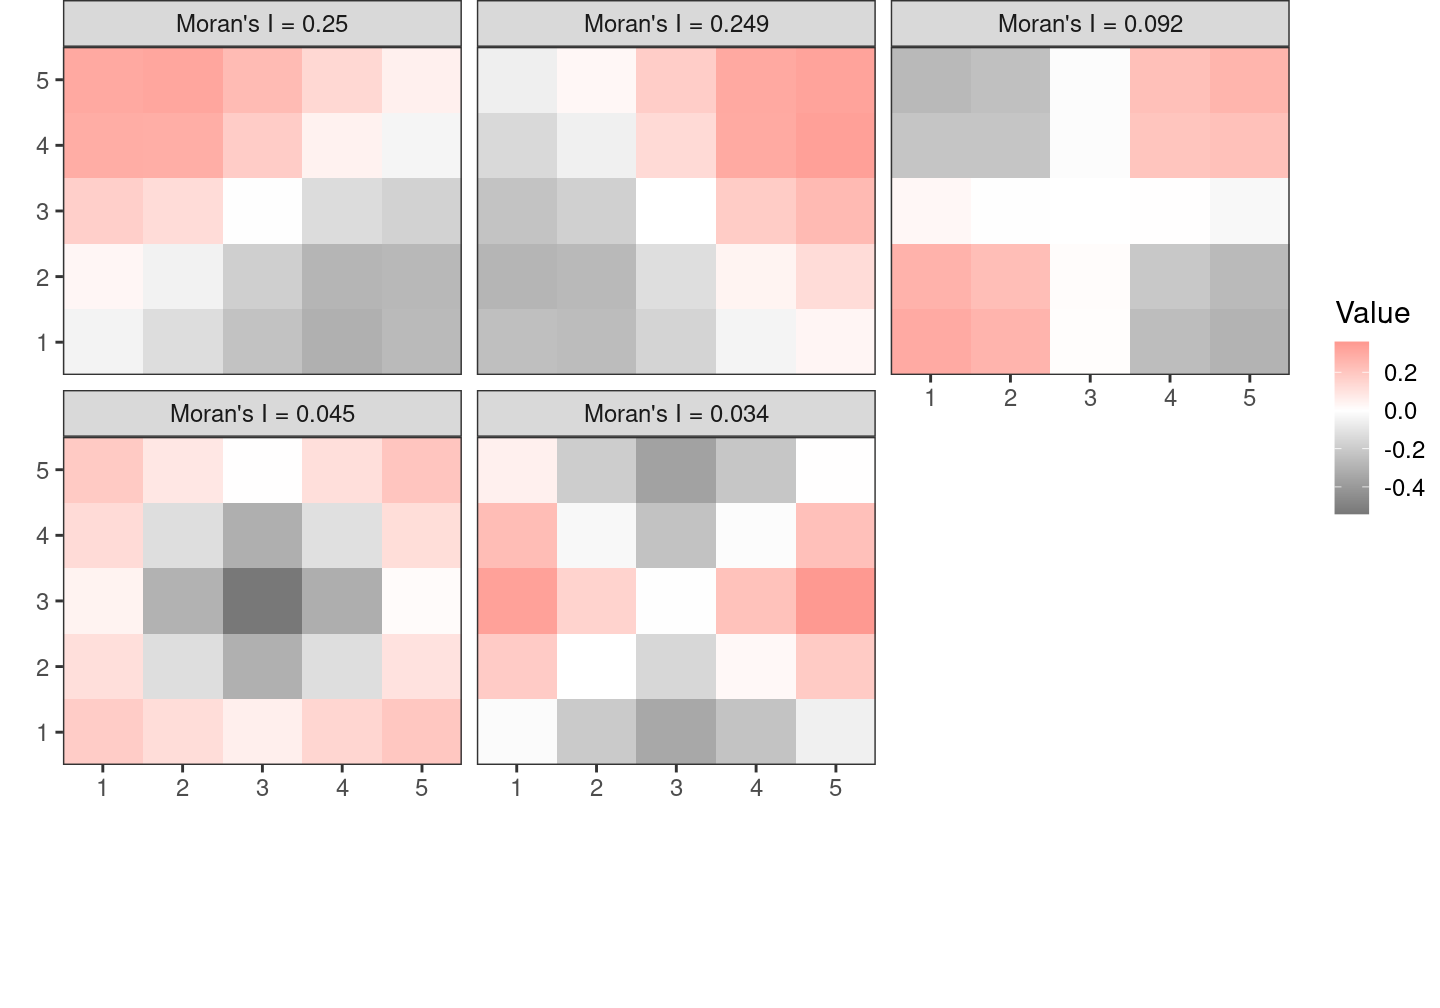 Moran's I = 0.25
Moran's I = 0.249
Moran's I = 0.092
5
4
3
2
1
1 2 3 4 5
Value
0.2
0.0
-0.2
-0.4
Moran's I = 0.045
Moran's I = 0.034
5
4
3
2
1
1 2 3 4 5
1 2 3 4 5